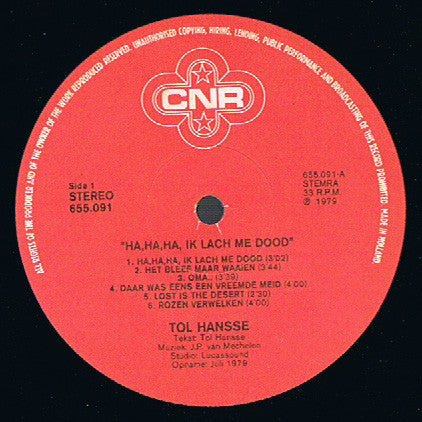 ALL RIGHTS OF THE PRODUCER AND OF THE OWNER OF THE WORK REPRODUCED RESERVED. UNAUTHORISED COPYING, HIRING, LENDING, PUBLIC PERFORMANCE AND BROADCASTING OF THIS RECORD PROHIBITED MADE IN HOLLAND
CNR
Side 1
STEREO
655.091
655.091-A
STEMRA
33 R.P.M.
℗ 1979
"HA,HA,HA, IK LACH ME DOOD"
1. HA,HA,HA, IK LACH ME DOOD (3'02)
2. HET BLEEF MAAR WAAIEN (3'44)
3. OMA.. (3'39)
4. DAAR WAS EENS EEN VREEMDE MEID (4'00)
5. LOST IS THE DESERT (2'30)
6. ROZEN VERWELKEN (4'00)
TOL HANSSE
Tekst: Tol Hansse
Muziek: J.P. van Mechelen
Studio: Lucassound
Opname: Juli 1979